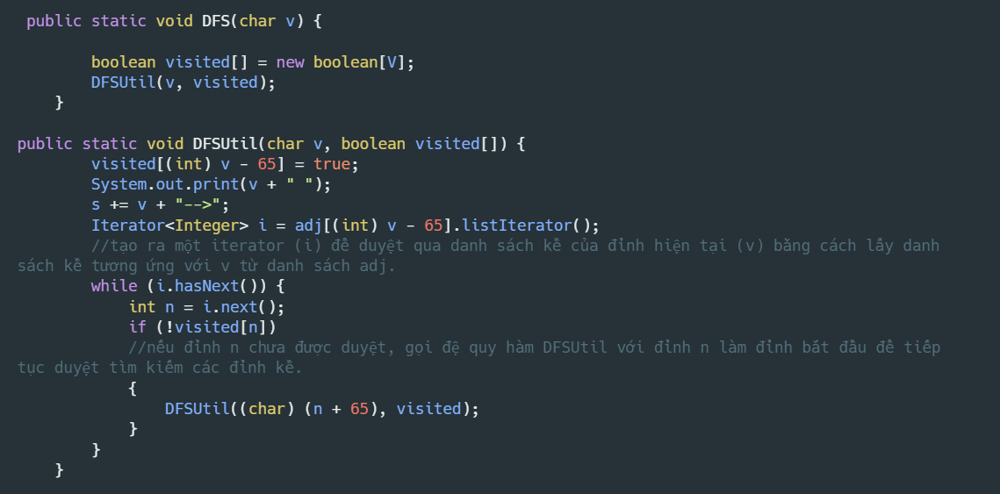 public static void DFS(char v) {
boolean visited[] = new boolean[V];
DFSUtil(v, visited);
}
public static void DFSUtil(char v, boolean visited[]) {
visited[(int) v - 65] = true;
System.out.print(v + " ");
s += v + "-->";
Iterator<Integer> i = adj[(int) v - 65].listIterator();
//tạo ra một iterator (i) để duyệt qua danh sách kề của đỉnh hiện tại (v) bằng cách lấy danh
sách kề tương ứng với v từ danh sách adj.
while (i.hasNext()) {
int n = i.next();
if (!visited[n])
//nếu đỉnh n chưa được duyệt, gọi đệ quy hàm DFSUtil với đỉnh n làm đỉnh bắt đầu để tiếp
tục duyệt tìm kiếm các đỉnh kề.
{
DFSUtil((char) (n + 65), visited);
}
}
}